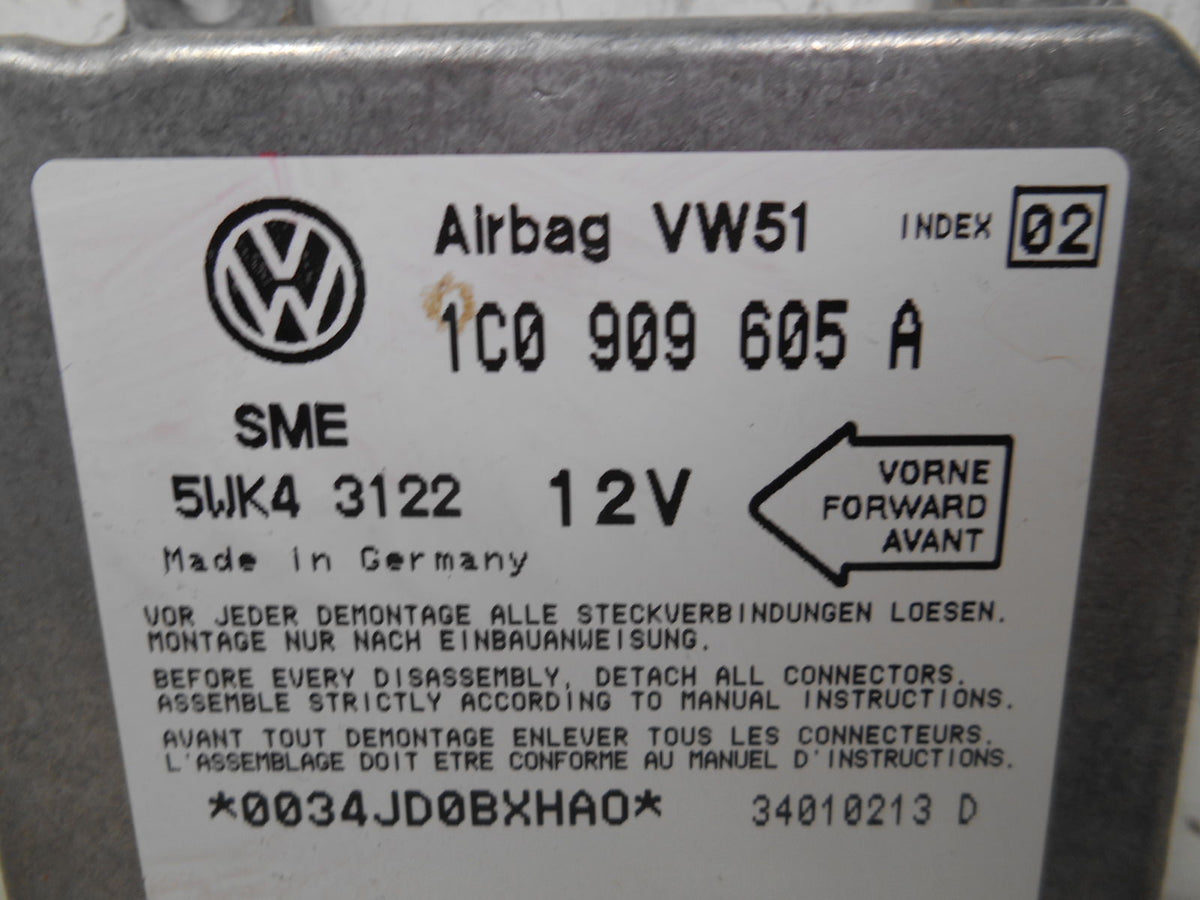 Airbag VW51 INDEX 02
1C0 909 605 A
SME
5WK4 3122 12V
VORNE
FORWARD
AVANT
Made in Germany
VOR JEDER DEMONTAGE ALLE STECKVERBINDUNGEN LOESEN.
MONTAGE NUR NACH EINBAUANWEISUNG.
BEFORE EVERY DISASSEMBLY, DETACH ALL CONNECTORS.
ASSEMBLE STRICTLY ACCORDING TO MANUAL INSTRUCTIONS.
AVANT TOUT DEMONTAGE ENLEVER TOUS LES CONNECTEURS.
L'ASSEMBLAGE DOIT ETRE CONFORME AU MANUEL D'INSTRUCTIONS.
*0034JD0BXHAO* 34010213 D